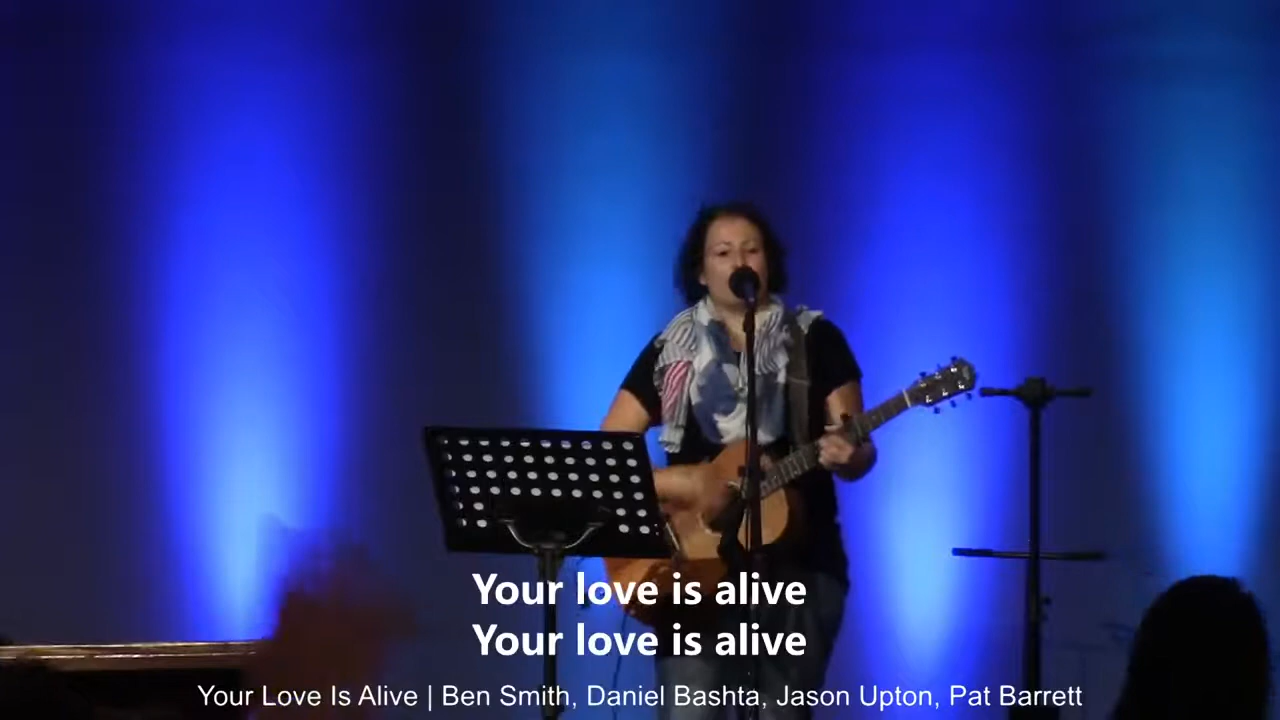 Your love is alive
Your love is alive
Your Love Is Alive | Ben Smith, Daniel Bashta, Jason Upton, Pat Barrett